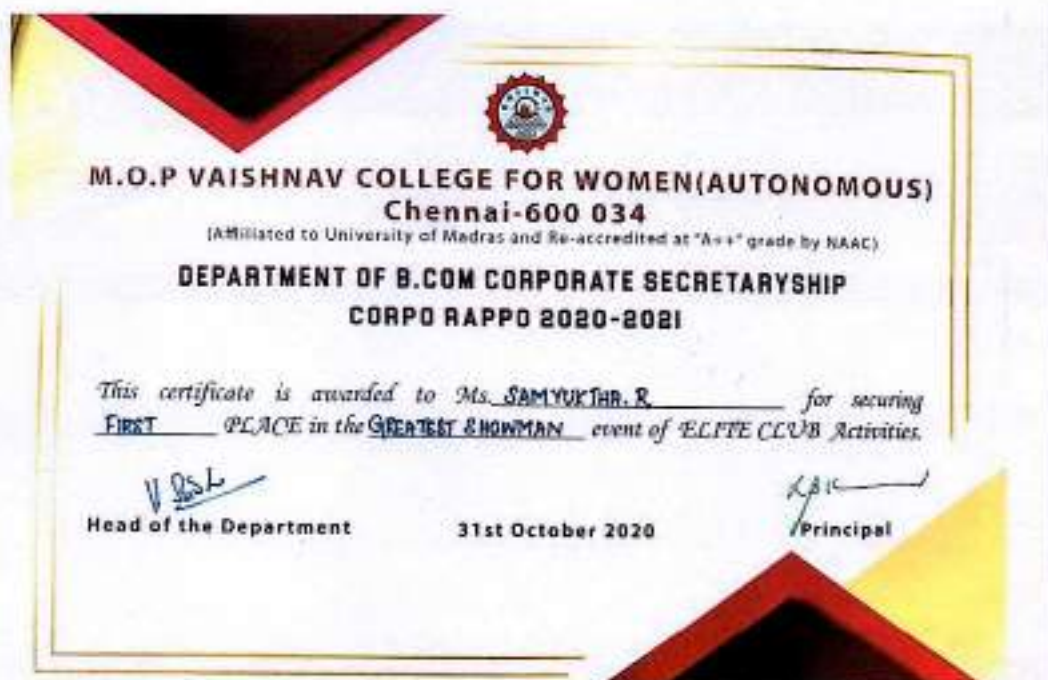 M.O.P VAISHNAV COLLEGE FOR WOMEN(AUTONOMOUS)
Chennai-600 034
(Affiliated to University of Madras and Re-accredited at "A++" grade by NAAC)
DEPARTMENT OF B.COM CORPORATE SECRETARYSHIP
CORPO RAPPO 2020-2021
This certificate is awarded to Ms. SAMYUKTHA. R for securing
FIRST PLACE in the GREATEST SHOWMAN event of ELITE CLUB Activities.
Head of the Department 31st October 2020 Principal